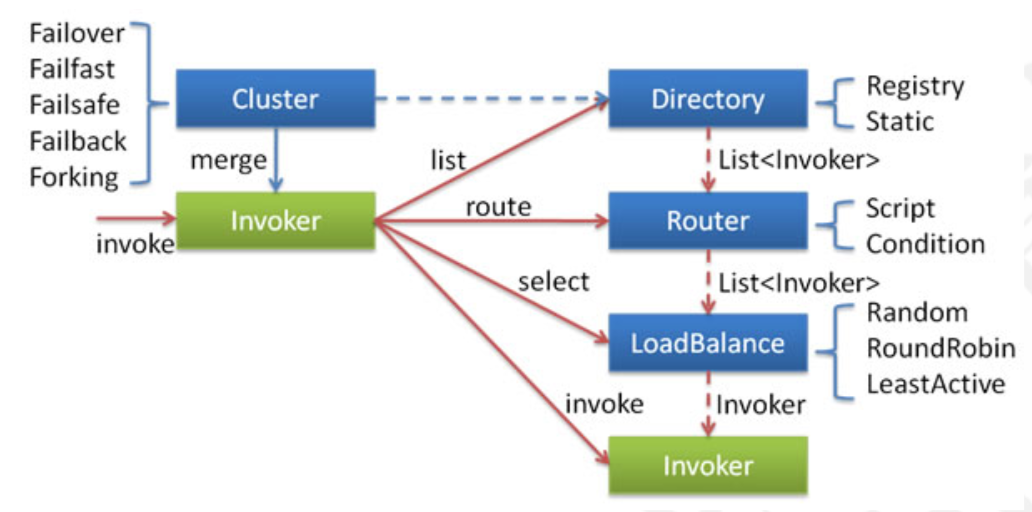 Failover
Failfast
Failsafe
Failback
Forking
Cluster
Directory
Registry
Static
merge
list
List<Invoker>
invoke
Invoker
route
Router
Script
Condition
select
List<Invoker>
LoadBalance
Random
RoundRobin
LeastActive
invoke
Invoker
Invoker